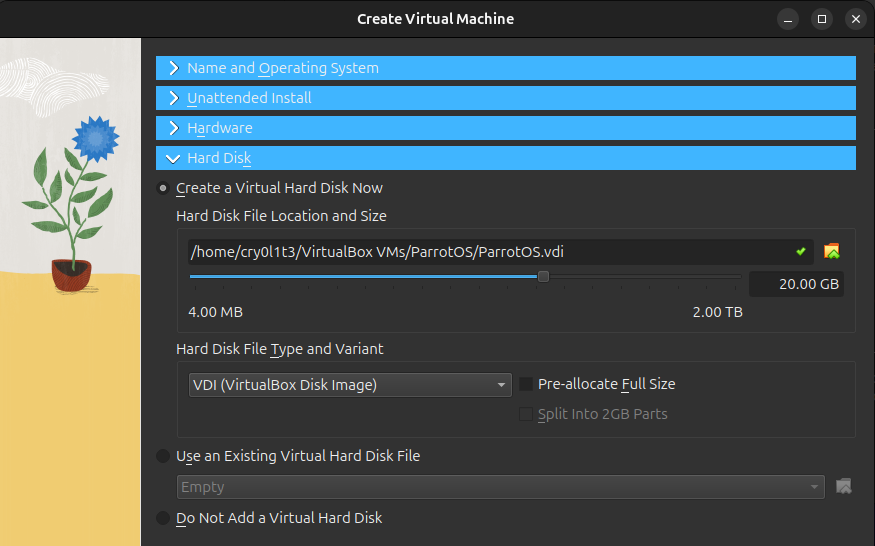 Create Virtual Machine
Name and Operating System
Unattended Install
Hardware
Hard Disk
Create a Virtual Hard Disk Now
Hard Disk File Location and Size
/home/cry0l1t3/VirtualBox VMs/ParrotOS/ParrotOS.vdi
20.00 GB
4.00 MB 2.00 TB
Hard Disk File Type and Variant
VDI (VirtualBox Disk Image) Pre-allocate Full Size
Split Into 2GB Parts
Use an Existing Virtual Hard Disk File
Empty
Do Not Add a Virtual Hard Disk